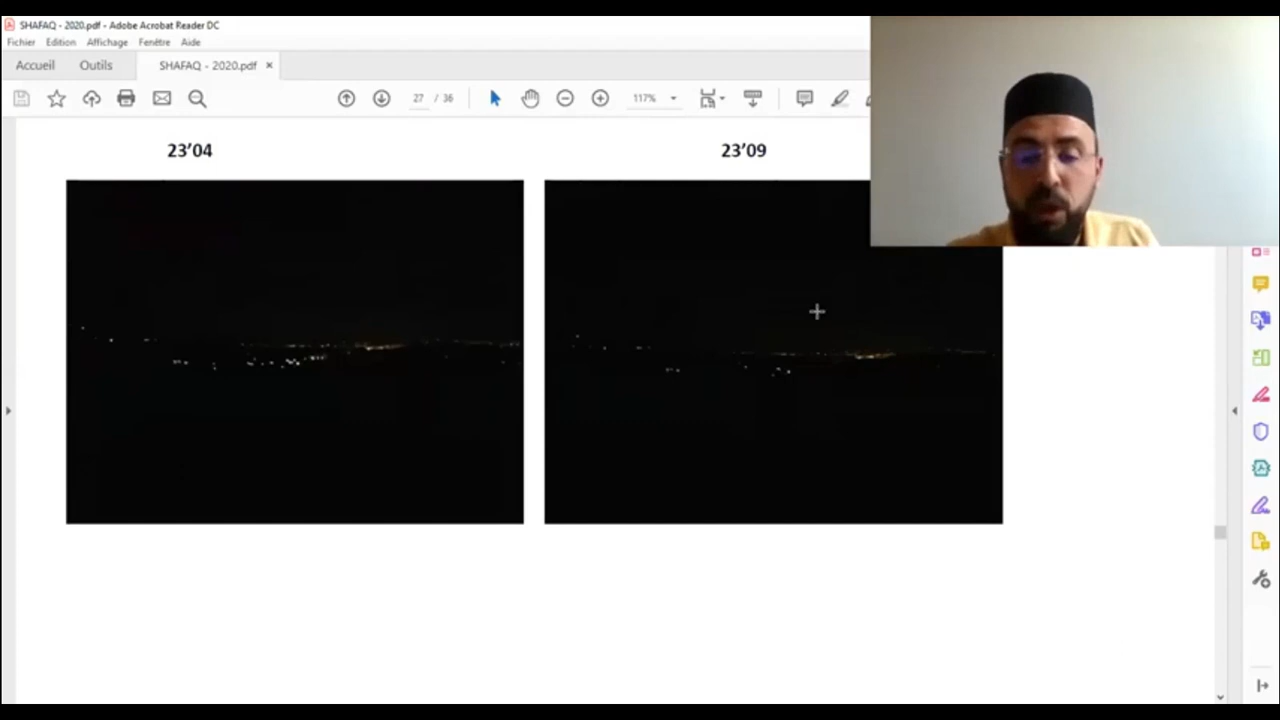 SHAFAQ - 2020.pdf - Adobe Acrobat Reader DC
Fichier Edition Affichage Fenêtre Aide
Accueil Outils SHAFAQ - 2020.pdf ×
27 / 36 117%
23’04 23’09